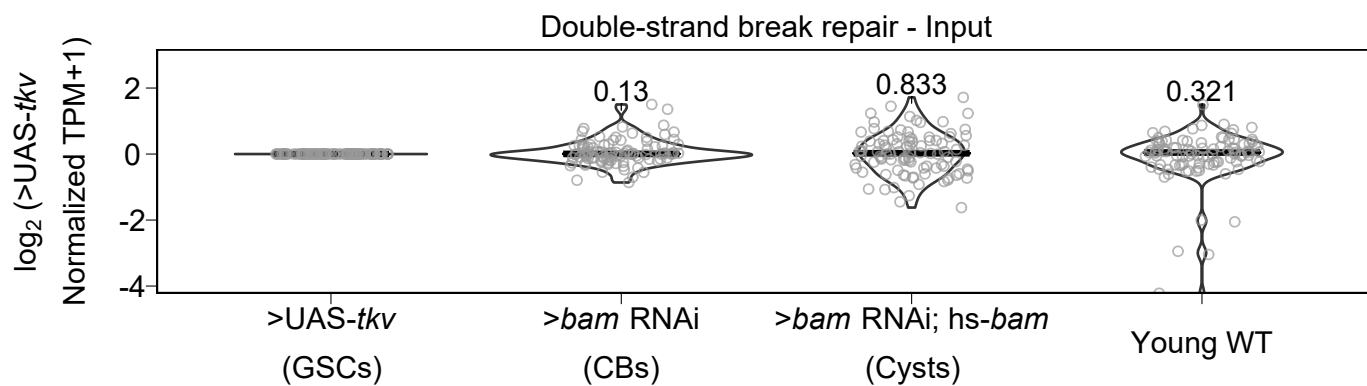 Double-strand break repair - Input
log₂ (>UAS-tkv
Normalized TPM+1)
2
0
-2
-4
0.13
0.833
0.321
>UAS-tkv
(GSCs)
>bam RNAi
(CBs)
>bam RNAi; hs-bam
(Cysts)
Young WT